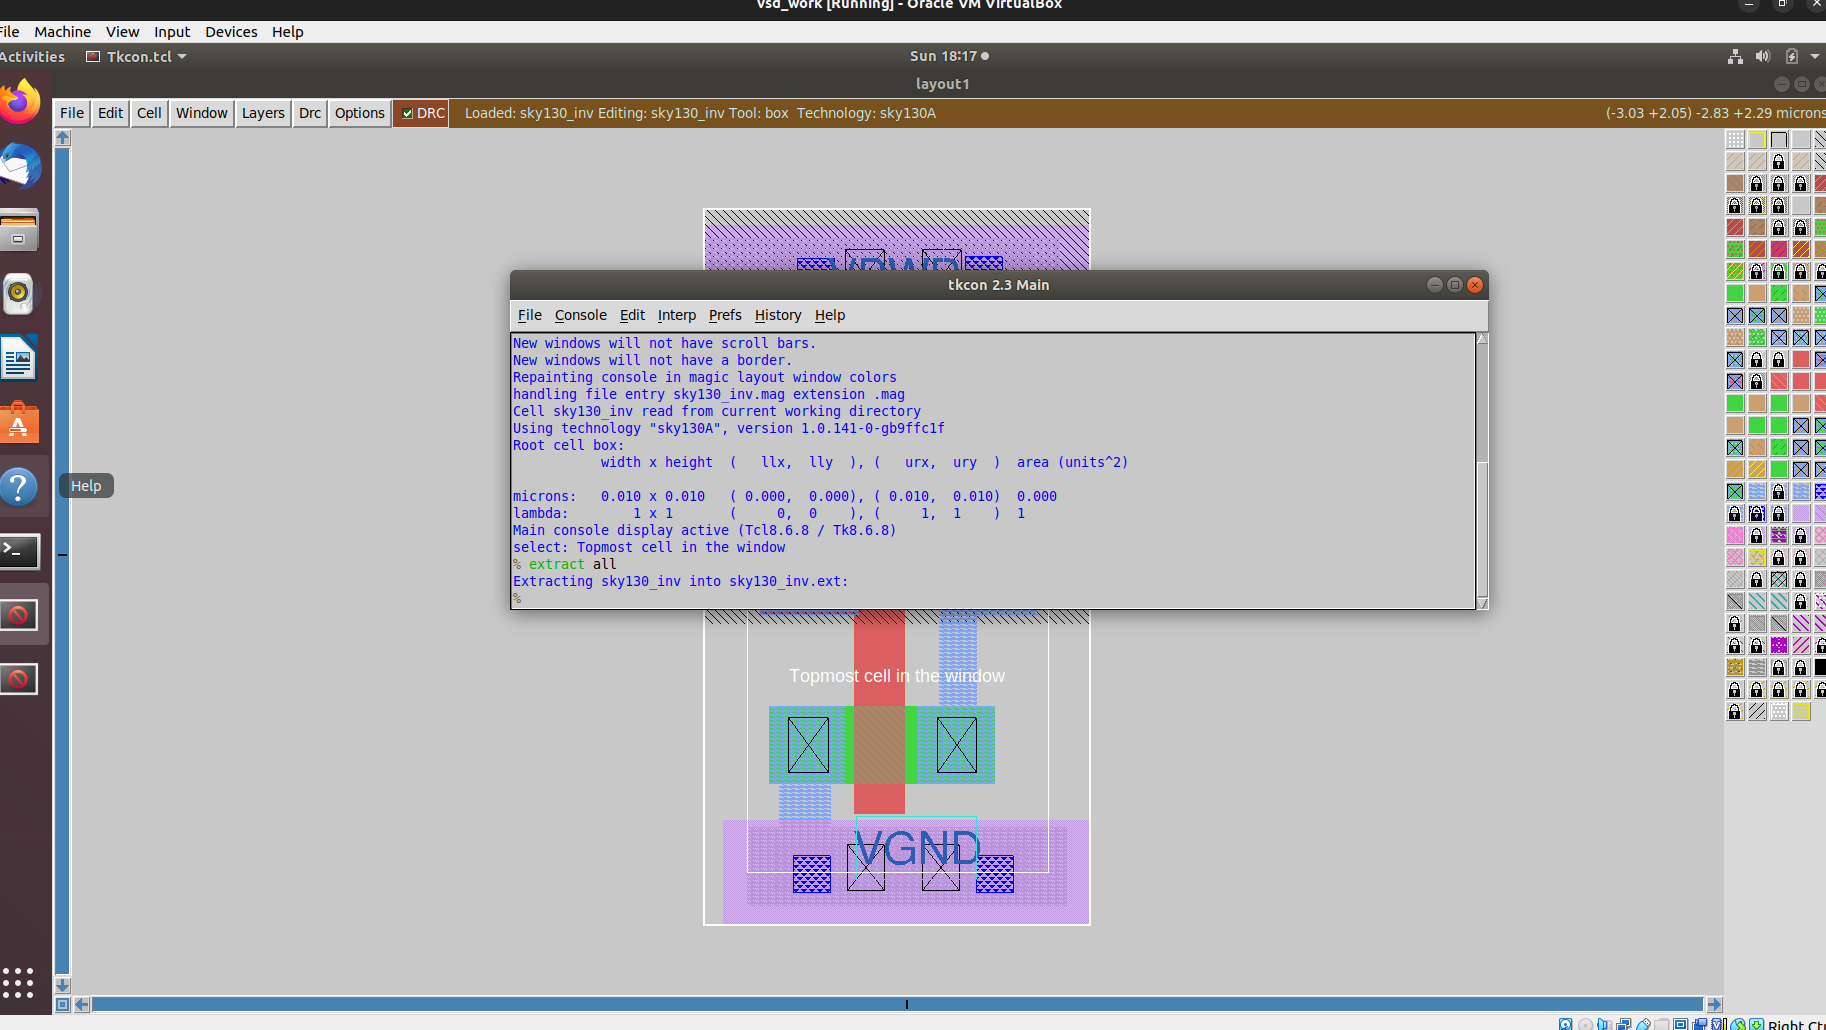 vsd_work [Running] - Oracle VM VirtualBox
File Machine View Input Devices Help
Activities Tkcon.tcl Sun 18:17
layout1
File Edit Cell Window Layers Drc Options DRC Loaded: sky130_inv Editing: sky130_inv Tool: box Technology: sky130A (-3.03 +2.05) -2.83 +2.29 microns
tkcon 2.3 Main
File Console Edit Interp Prefs History Help
New windows will not have scroll bars.
New windows will not have a border.
Repainting console in magic layout window colors
handling file entry sky130_inv.mag extension .mag
Cell sky130_inv read from current working directory
Using technology "sky130A", version 1.0.141-0-gb9ffc1f
Root cell box:
width x height ( llx, lly ), ( urx, ury ) area (units^2)
microns: 0.010 x 0.010 ( 0.000, 0.000), ( 0.010, 0.010) 0.000
lambda: 1 x 1 ( 0, 0 ), ( 1, 1 ) 1
Main console display active (Tcl8.6.8 / Tk8.6.8)
select: Topmost cell in the window
% extract all
Extracting sky130_inv into sky130_inv.ext:
%
Help
Topmost cell in the window
VGND
Right Ctr